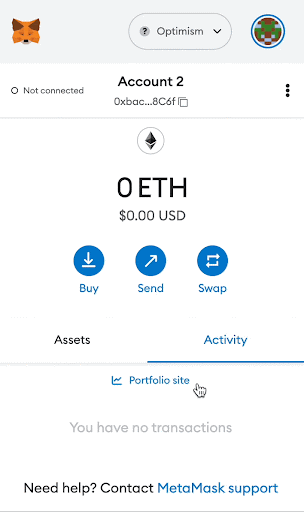 Optimism
Not connected
Account 2
0xbac...8C6f
0 ETH
$0.00 USD
Buy
Send
Swap
Assets
Activity
Portfolio site
You have no transactions
Need help? Contact MetaMask support